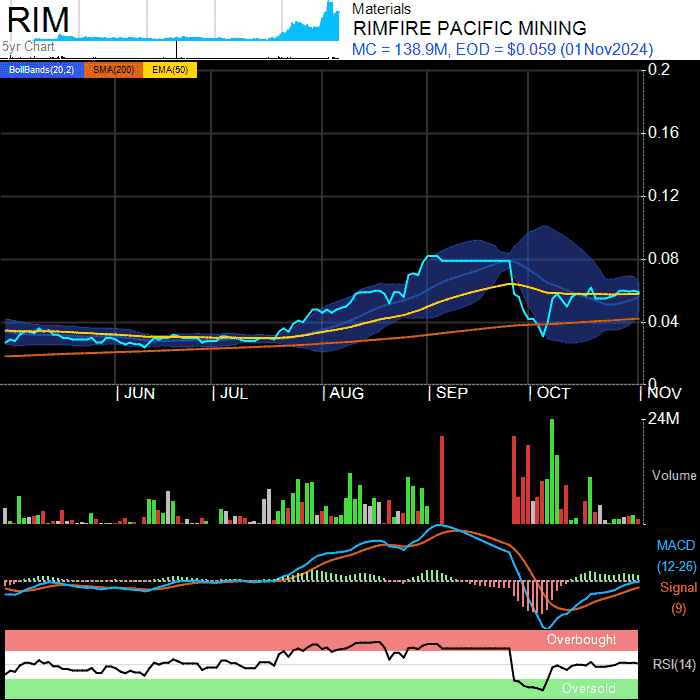 RIM
5yr Chart
Materials
RIMFIRE PACIFIC MINING
MC = 138.9M, EOD = $0.059 (01Nov2024)
BollBands(20,2) SMA(200) EMA(50)
0.2
0.16
0.12
0.08
0.04
0
JUN JUL AUG SEP OCT NOV
24M
Volume
MACD
(12-26)
Signal
(9)
Overbought
RSI(14)
Oversold